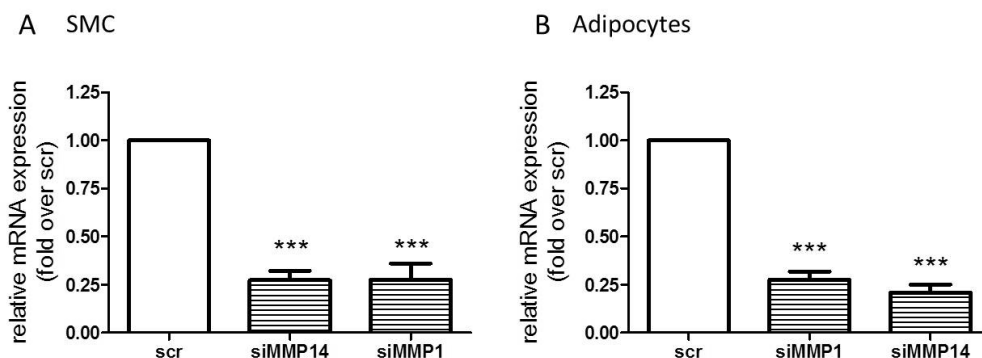 A SMC
relative mRNA expression
(fold over scr)
1.25
1.00
0.75
0.50
0.25
0.00
***
***
scr siMMP14 siMMP1
B Adipocytes
relative mRNA expression
(fold over scr)
1.25
1.00
0.75
0.50
0.25
0.00
***
***
scr siMMP1 siMMP14